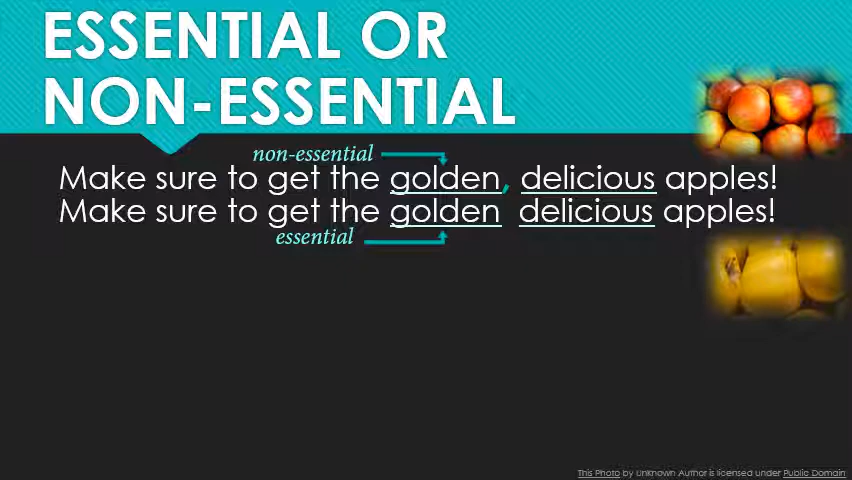 ESSENTIAL OR
NON-ESSENTIAL
non-essential
Make sure to get the golden, delicious apples!
Make sure to get the golden delicious apples!
essential
This Photo by Unknown Author is licensed under Public Domain